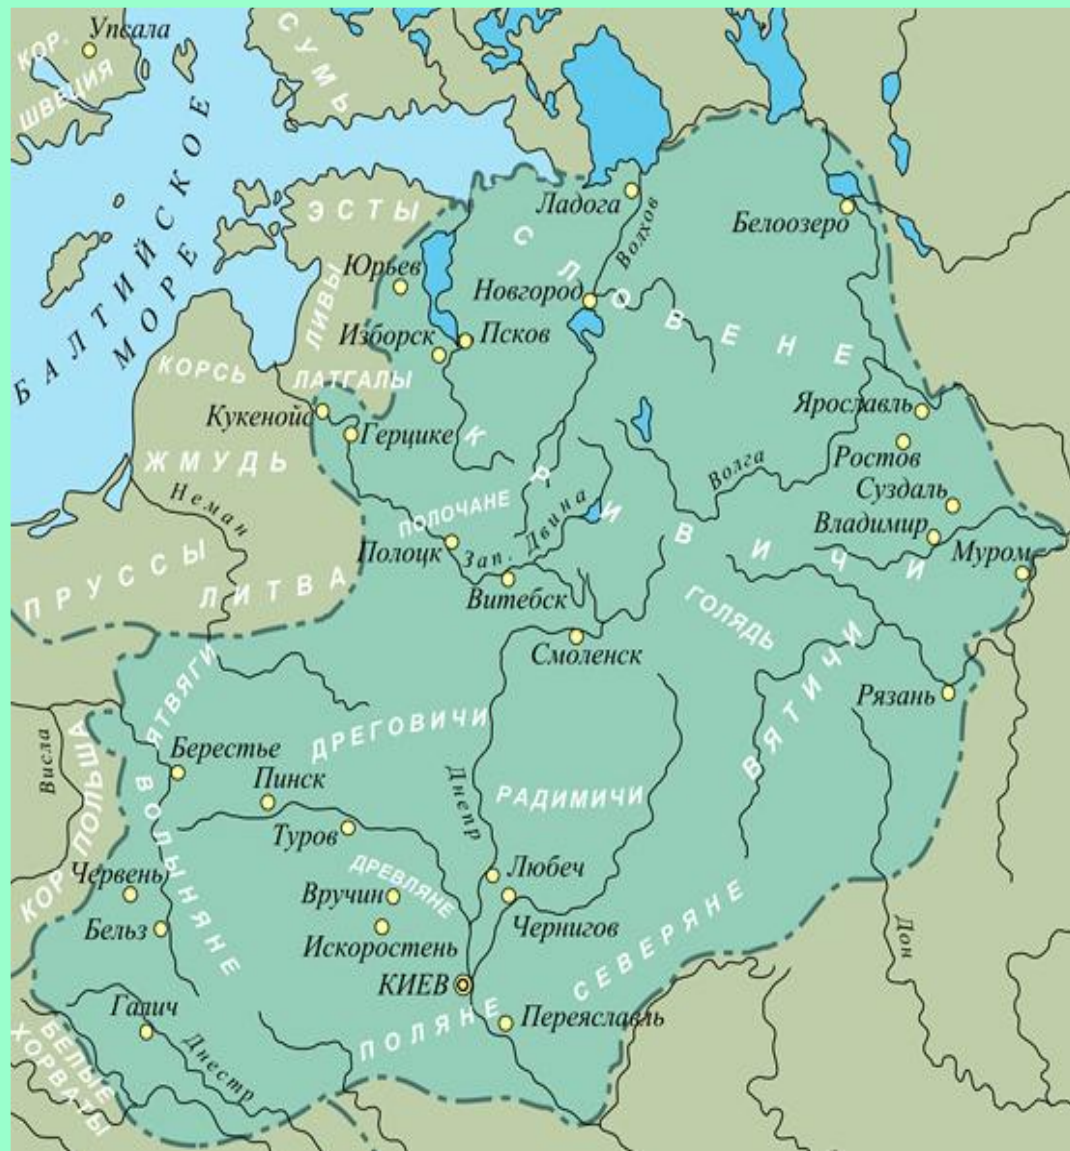 Упсала
КОР.
ШВЕЦИЯ
СУМЬ
БАЛТИЙСКОЕ
МОРЕ
ЭСТЫ
Ладога
Волхов
Белоозеро
СЛОВЕНЕ
Юрьев
ЛИВЫ
Новгород
Изборск
Псков
КОРСЬ
ЛАТГАЛЫ
Кукенойс
Герцике
Ярославль
Ростов
ЖМУДЬ
Неман
Волга
Суздаль
КРИВИЧИ
ПОЛОЧАНЕ
Владимир
Полоцк
Зап. Двина
Муром
ПРУССЫ
ЛИТВА
Витебск
ГОЛЯДЬ
Смоленск
ВЯТИЧИ
Рязань
ЯТВЯГИ
ДРЕГОВИЧИ
Висла
КОР. ПОЛЬША
Берестье
Пинск
Днепр
РАДИМИЧИ
ВОЛЫНЯНЕ
Туров
Червень
ДРЕВЛЯНЕ
Любеч
Вручин
Чернигов
Бельз
Искоростень
СЕВЕРЯНЕ
Дон
КИЕВ
Галич
Днестр
ПОЛЯНЕ
Переяславль
БЕЛЫЕ
ХОРВАТЫ